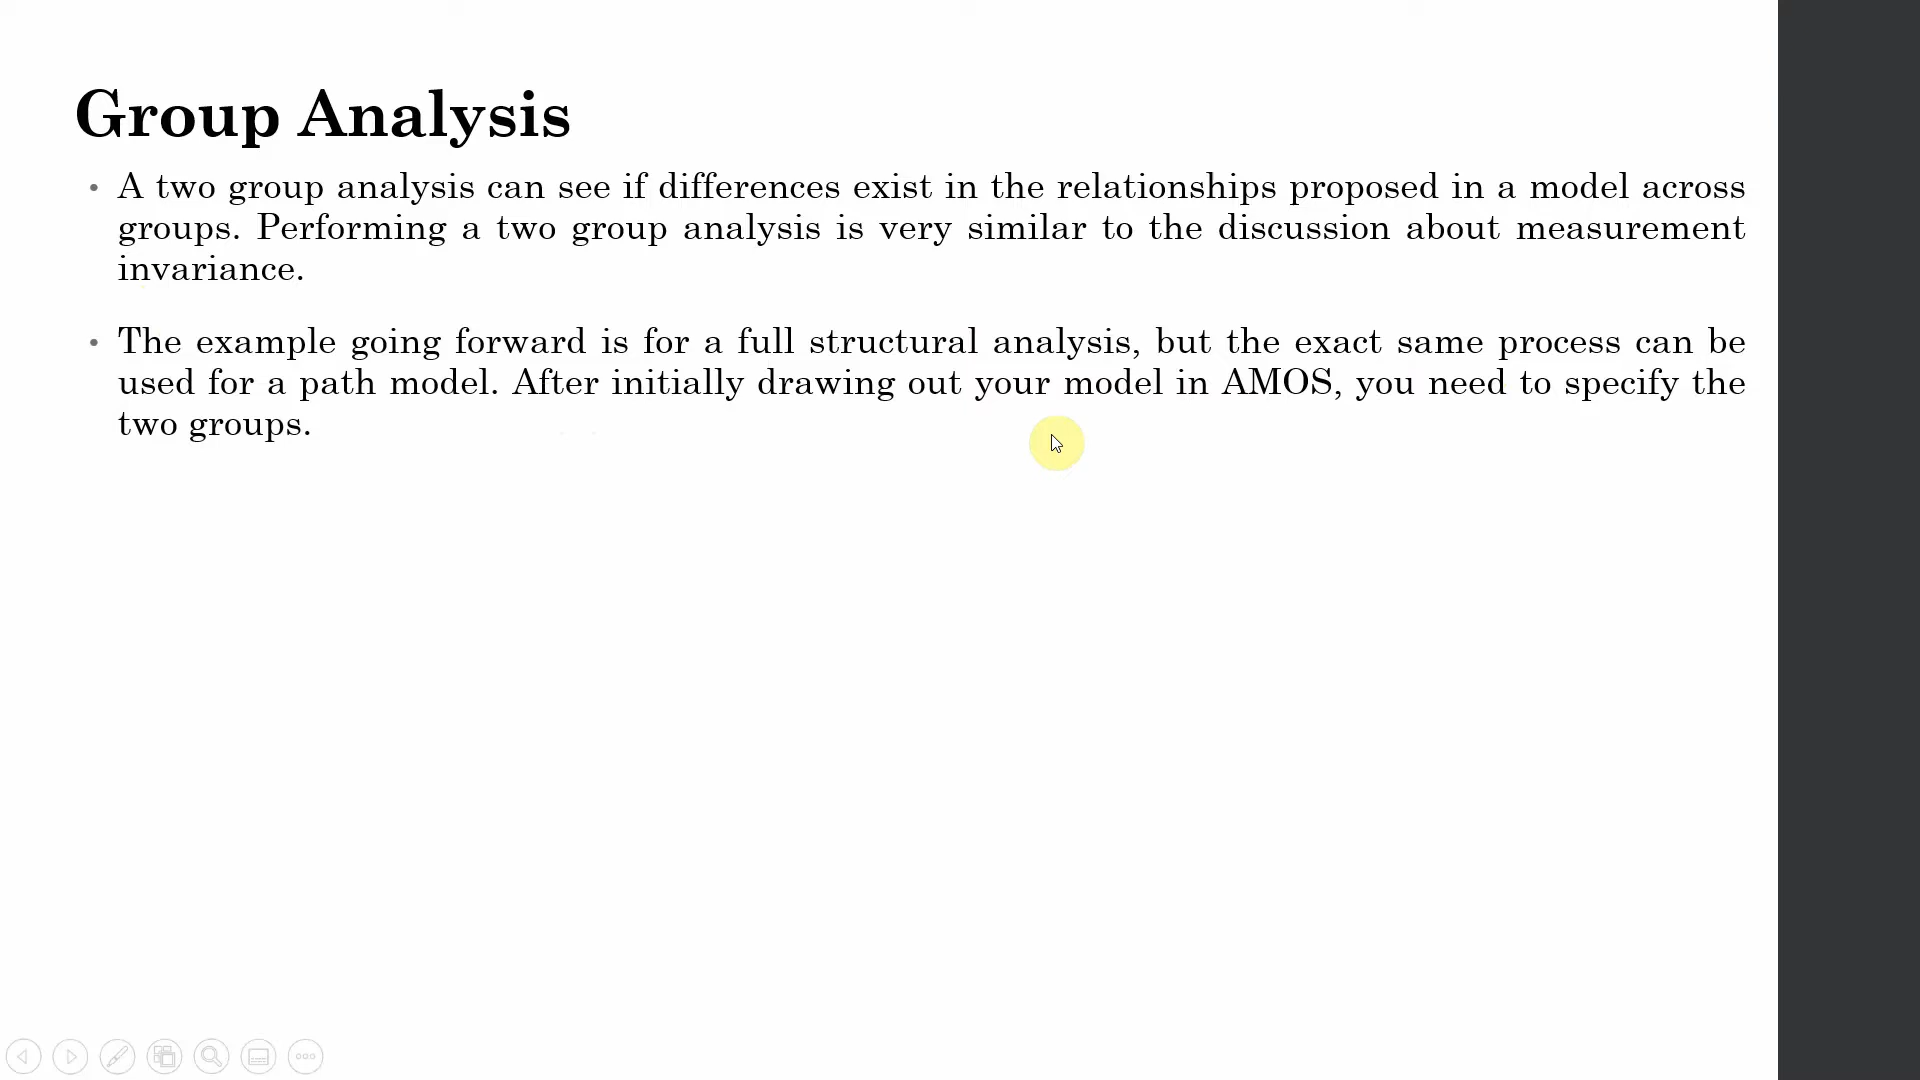 Group Analysis
• A two group analysis can see if differences exist in the relationships proposed in a model across
groups. Performing a two group analysis is very similar to the discussion about measurement
invariance.
• The example going forward is for a full structural analysis, but the exact same process can be
used for a path model. After initially drawing out your model in AMOS, you need to specify the
two groups.